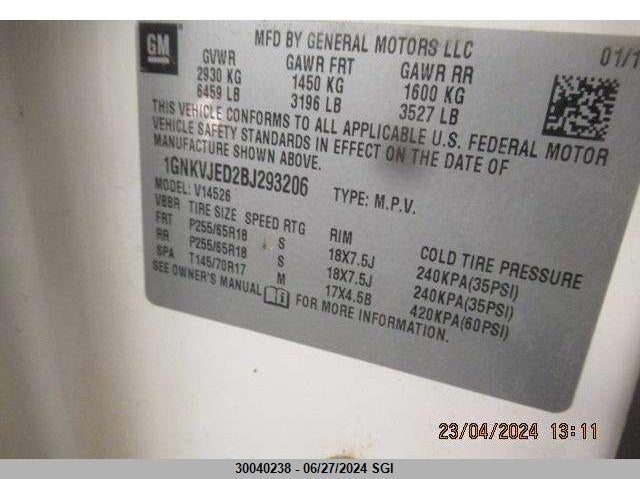 GM
MFD BY GENERAL MOTORS LLC
01/1
GVWR GAWR FRT GAWR RR
2930 KG 1450 KG 1600 KG
6459 LB 3196 LB 3527 LB
THIS VEHICLE CONFORMS TO ALL APPLICABLE U.S. FEDERAL MOTOR
VEHICLE SAFETY STANDARDS IN EFFECT ON THE DATE OF
MANUFACTURE SHOWN ABOVE.
1GNKVJED2BJ293206 TYPE: M.P.V.
MODEL: V14526
VBBR TIRE SIZE SPEED RTG RIM COLD TIRE PRESSURE
FRT P255/65R18 S 18X7.5J 240KPA(35PSI)
RR P255/65R18 S 18X7.5J 240KPA(35PSI)
SPA T145/70R17 M 17X4.5B 420KPA(60PSI)
SEE OWNER'S MANUAL FOR MORE INFORMATION.
23/04/2024 13:11
30040238 - 06/27/2024 SGI